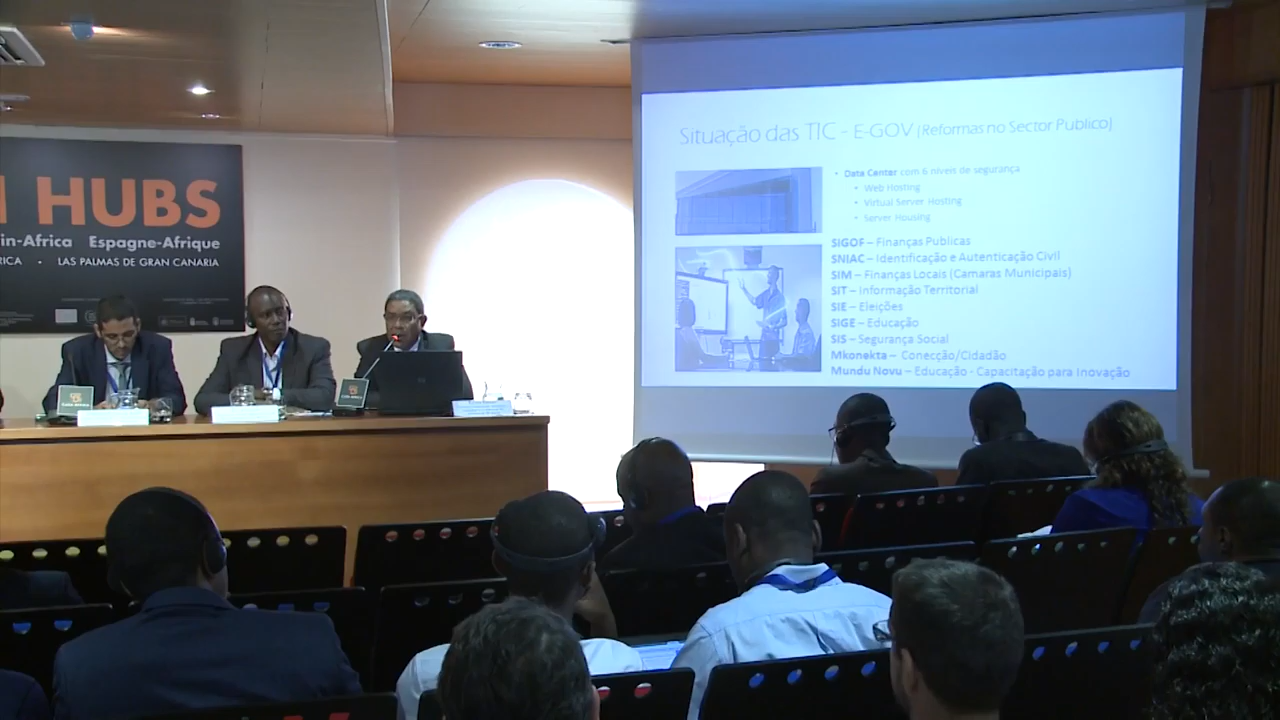 HUBS
in-Africa Espagne-Afrique
RICA • LAS PALMAS DE GRAN CANARIA
Situação das TIC - E-GOV (Reformas no Sector Publico)
• Data Center com 6 niveis de segurança
• Web Hosting
• Virtual Server Hosting
• Server Housing
SIGOF – Finanças Publicas
SNIAC – Identificação e Autenticação Civil
SIM – Finanças Locais (Camaras Municipais)
SIT – Informação Territorial
SIE – Eleições
SIGE – Educação
SIS – Segurança Social
Mkonekta – Conecção/Cidadão
Mundu Novu – Educação - Capacitação para Inovação